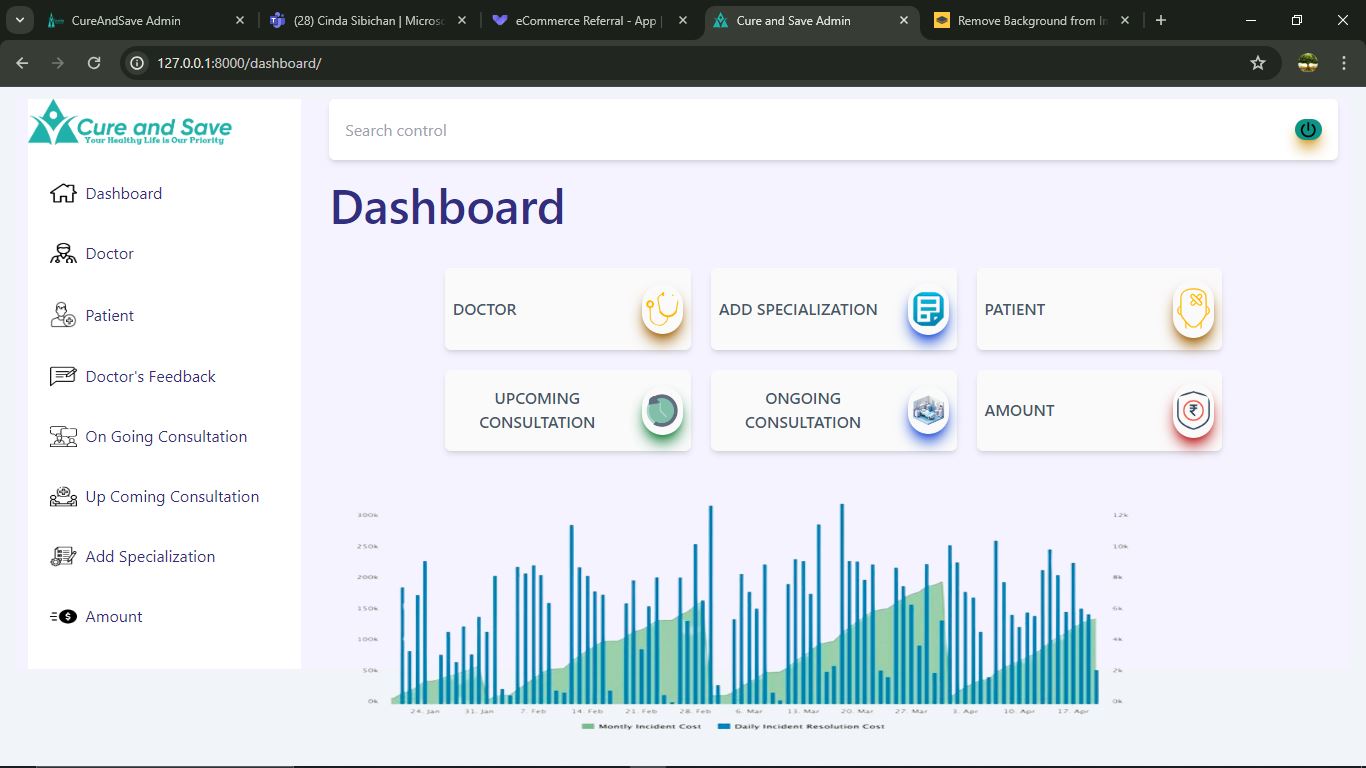 CureAndSave Admin
(28) Cinda Sibichan | Microsc
eCommerce Referral - App |
Cure and Save Admin
Remove Background from In
127.0.0.1:8000/dashboard/
Cure and Save
Your Healthy Life is Our Priority
Search control
Dashboard
Doctor
Patient
Doctor's Feedback
On Going Consultation
Up Coming Consultation
Add Specialization
Amount
Dashboard
DOCTOR
ADD SPECIALIZATION
PATIENT
UPCOMING
CONSULTATION
ONGOING
CONSULTATION
AMOUNT
300k
250k
200k
150k
100k
50k
0k
12k
10k
8k
6k
4k
2k
0k
24. Jan 31. Jan 7. Feb 14. Feb 21. Feb 28. Feb 6. Mar 13. Mar 20. Mar 27. Mar 3. Apr 10. Apr 17. Apr
Montly Incident Cost Daily Incident Resolution Cost